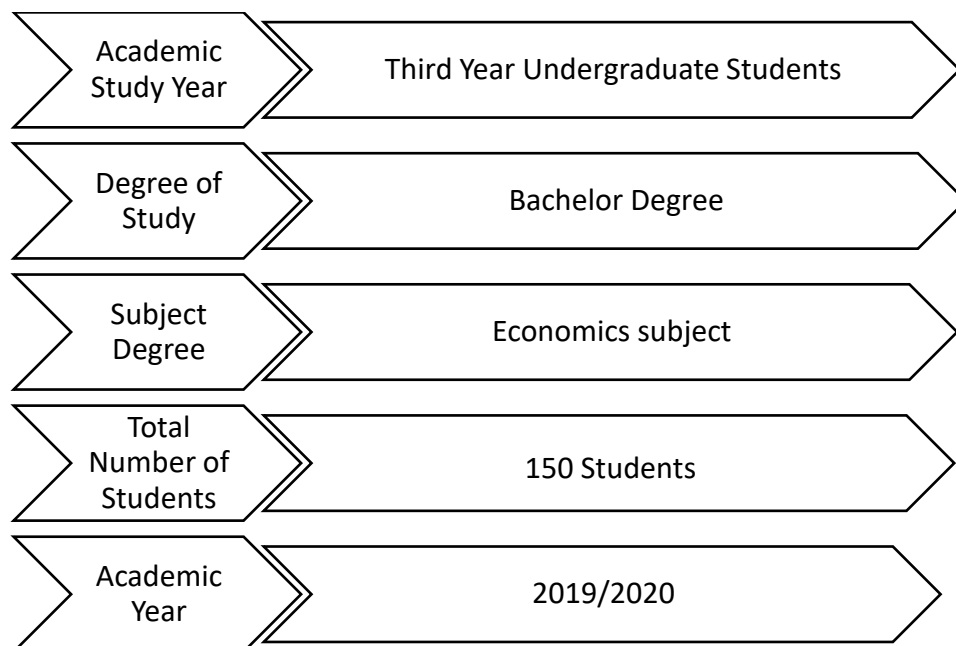 Academic
Study Year
Third Year Undergraduate Students
Degree of
Study
Bachelor Degree
Subject
Degree
Economics subject
Total
Number of
Students
150 Students
Academic
Year
2019/2020